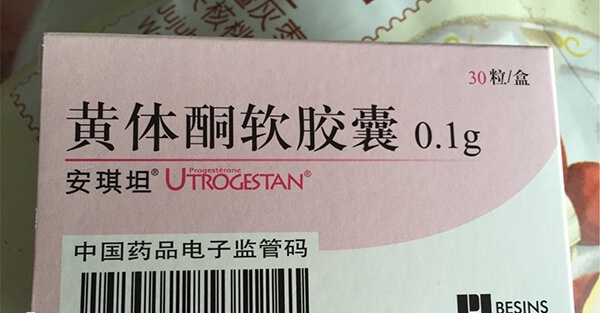 30粒/盒
黄体酮软胶囊 0.1g
Progestérone
安琪坦® UTROGESTAN®
中国药品电子监管码
BESINS